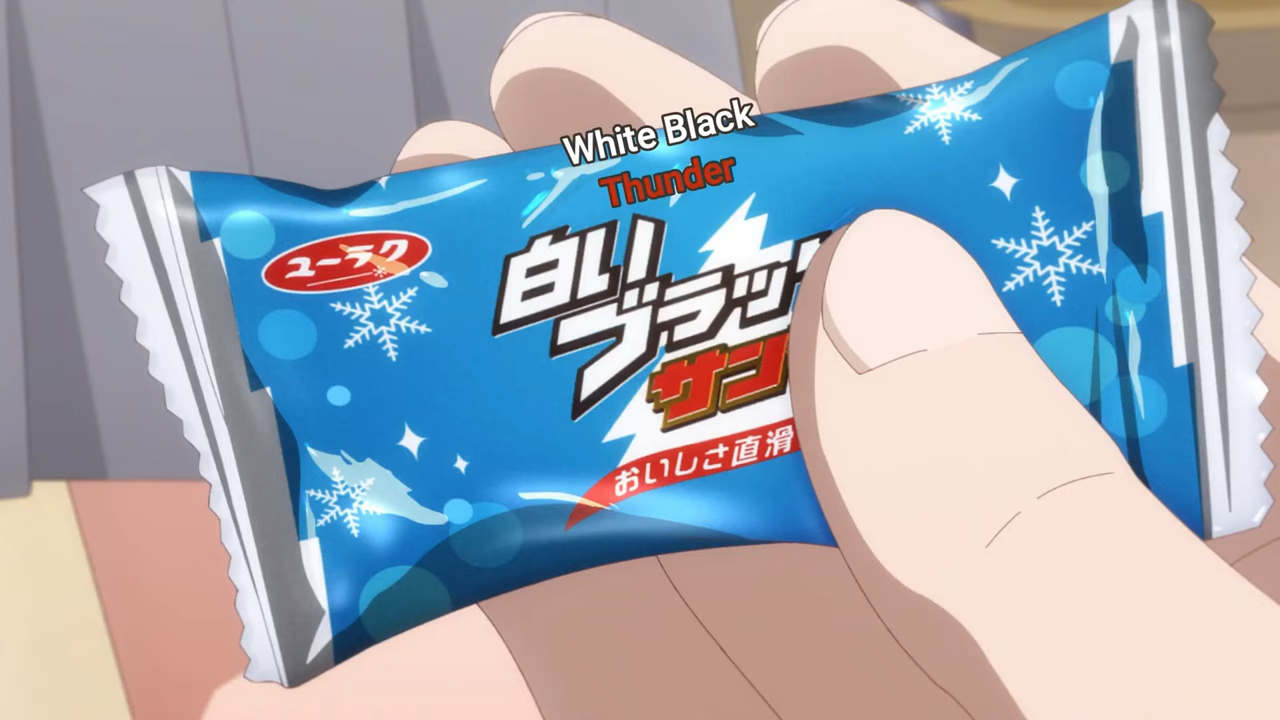 White Black
Thunder
ユーラク
白い
ブラッ
サン
おいしさ直滑